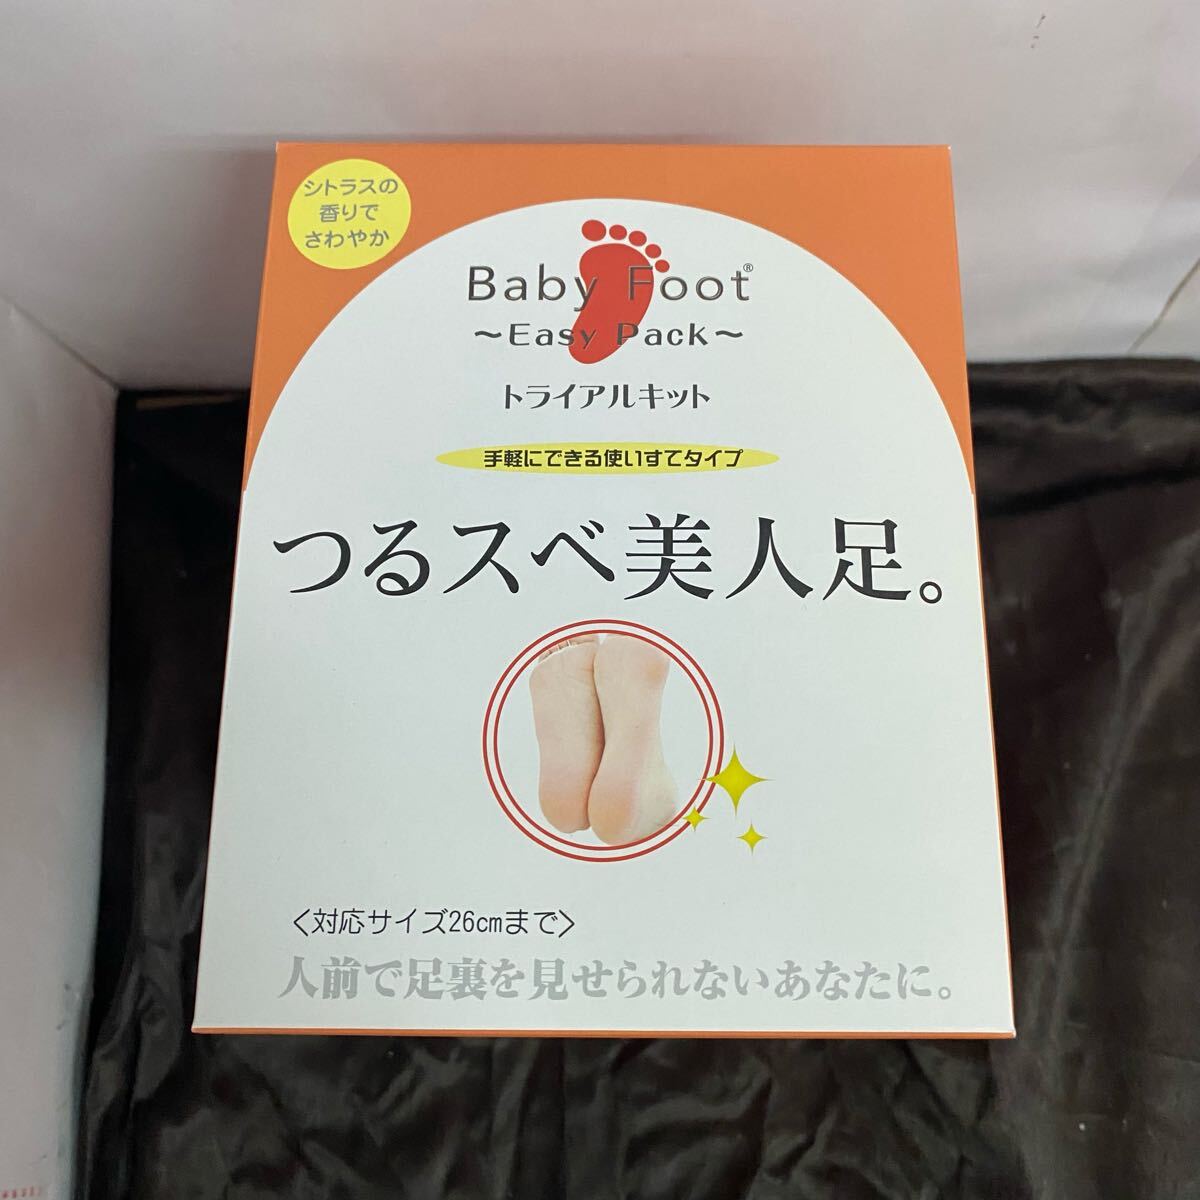 シトラスの
香りで
さわやか
Baby Foot®
～Easy Pack～
トライアルキット
手軽にできる使いすてタイプ
つるスベ美人足。
〈対応サイズ26cmまで〉
人前で足裏を見せられないあなたに。